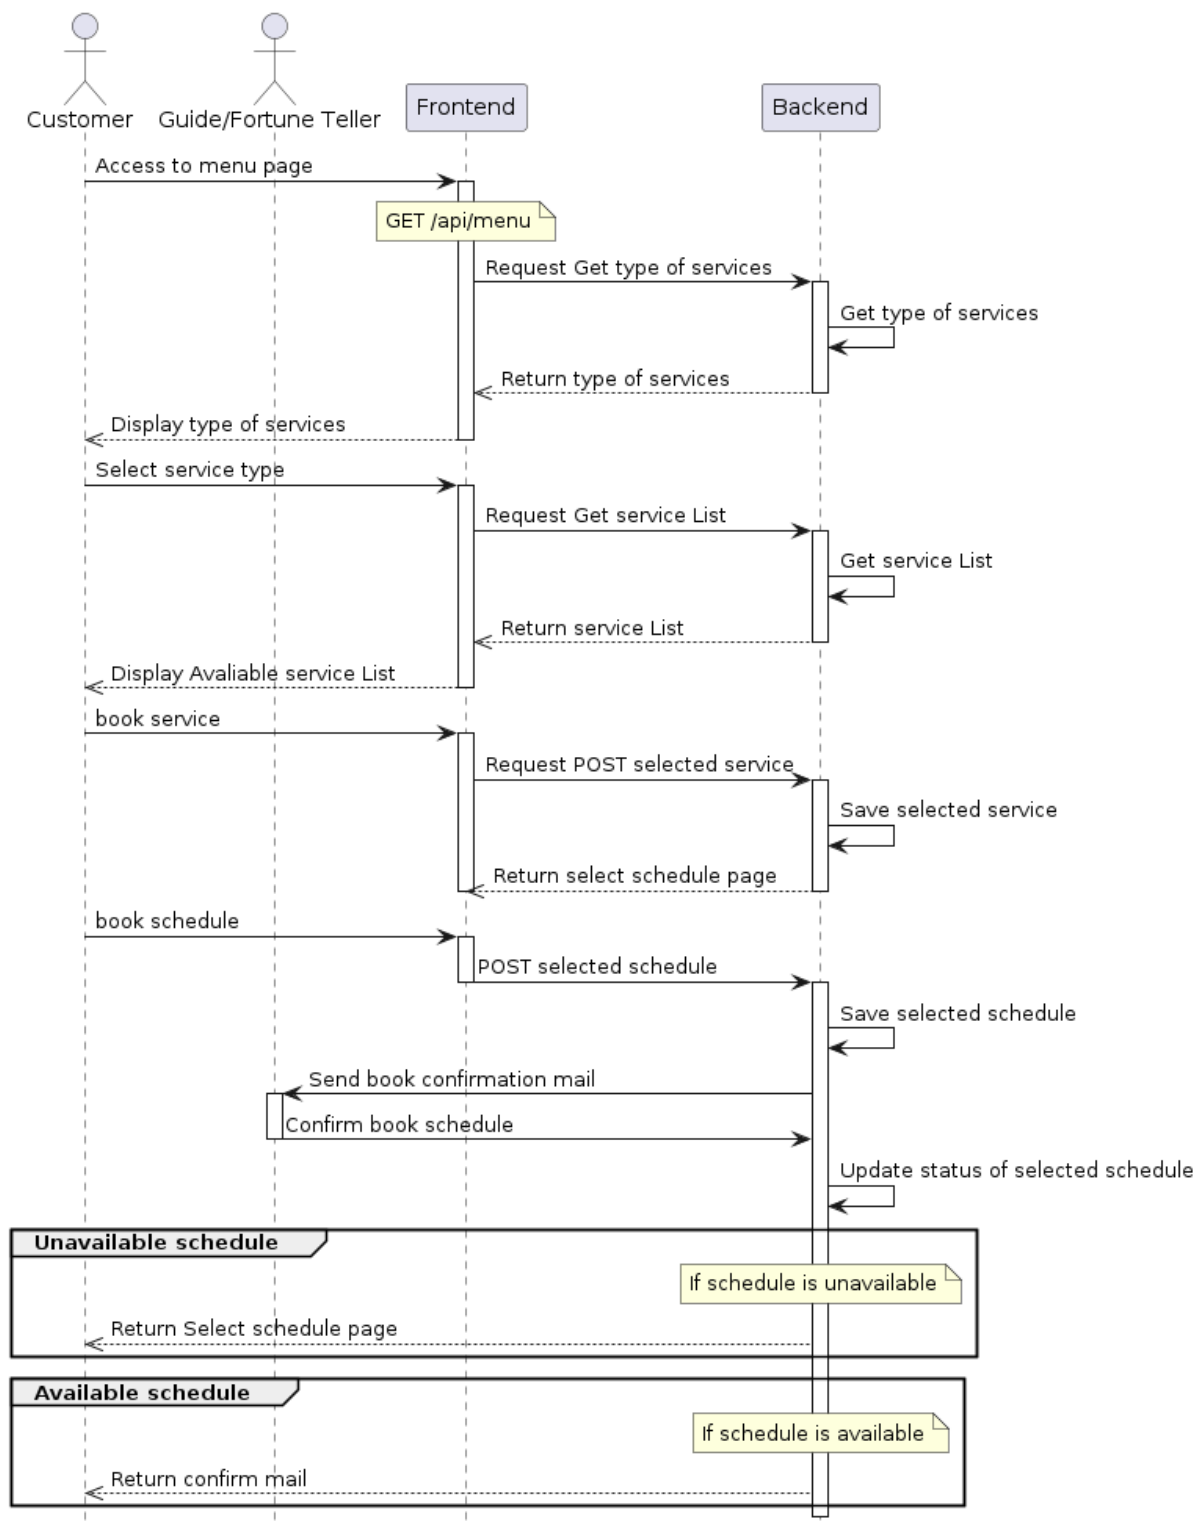 Customer
Guide/Fortune Teller
Frontend
Backend
Access to menu page
GET /api/menu
Request Get type of services
Get type of services
Return type of services
Display type of services
Select service type
Request Get service List
Get service List
Return service List
Display Avaliable service List
book service
Request POST selected service
Save selected service
Return select schedule page
book schedule
POST selected schedule
Save selected schedule
Send book confirmation mail
Confirm book schedule
Update status of selected schedule
Unavailable schedule
If schedule is unavailable
Return Select schedule page
Available schedule
If schedule is available
Return confirm mail